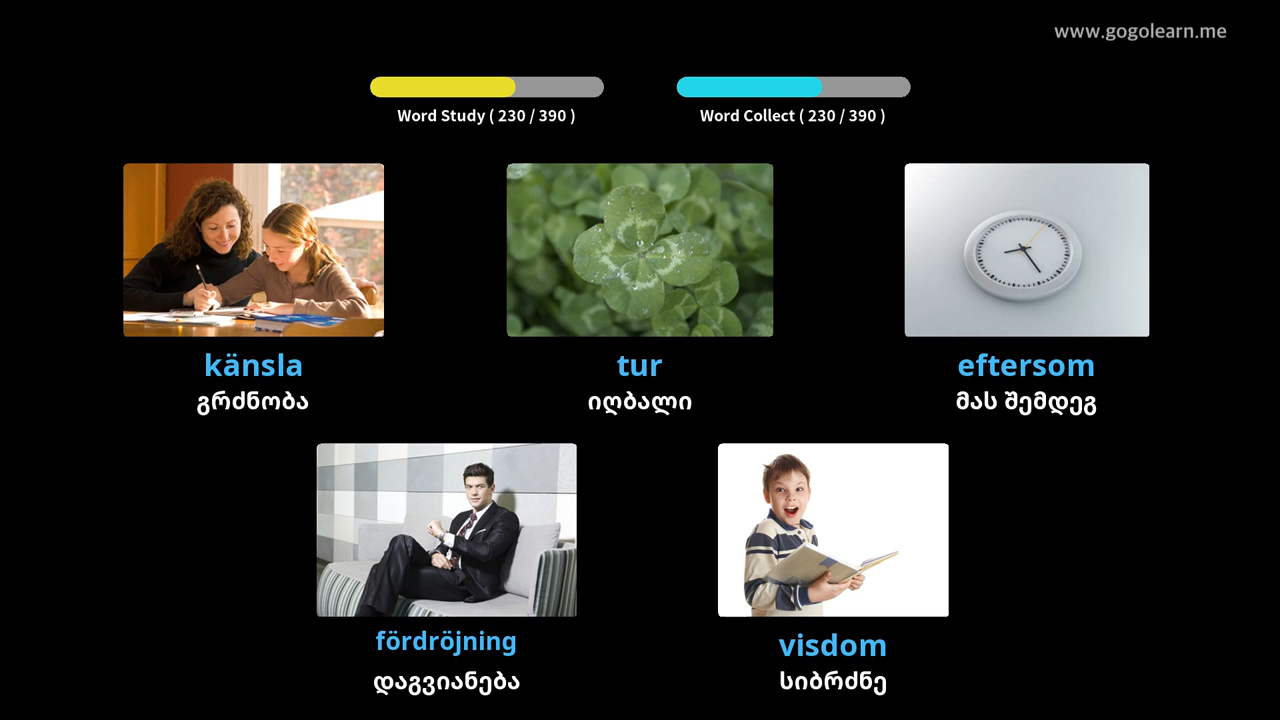 www.gogolearn.me
Word Study ( 230 / 390 )
Word Collect ( 230 / 390 )
känsla
გრძნობა
tur
იღბალი
eftersom
მას შემდეგ
fördröjning
დაგვიანება
visdom
სიბრძნე